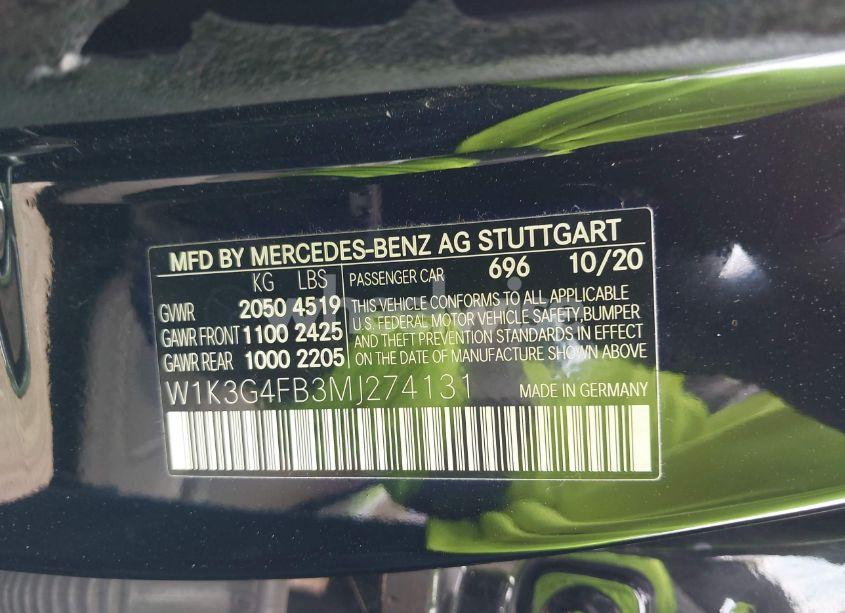 MFD BY MERCEDES-BENZ AG STUTTGART
KG LBS
GVWR 2050 4519
GAWR FRONT 1100 2425
GAWR REAR 1000 2205
PASSENGER CAR 696 10/20
THIS VEHICLE CONFORMS TO ALL APPLICABLE
U.S. FEDERAL MOTOR VEHICLE SAFETY, BUMPER
AND THEFT PREVENTION STANDARDS IN EFFECT
ON THE DATE OF MANUFACTURE SHOWN ABOVE
W1K3G4FB3MJ274131 MADE IN GERMANY